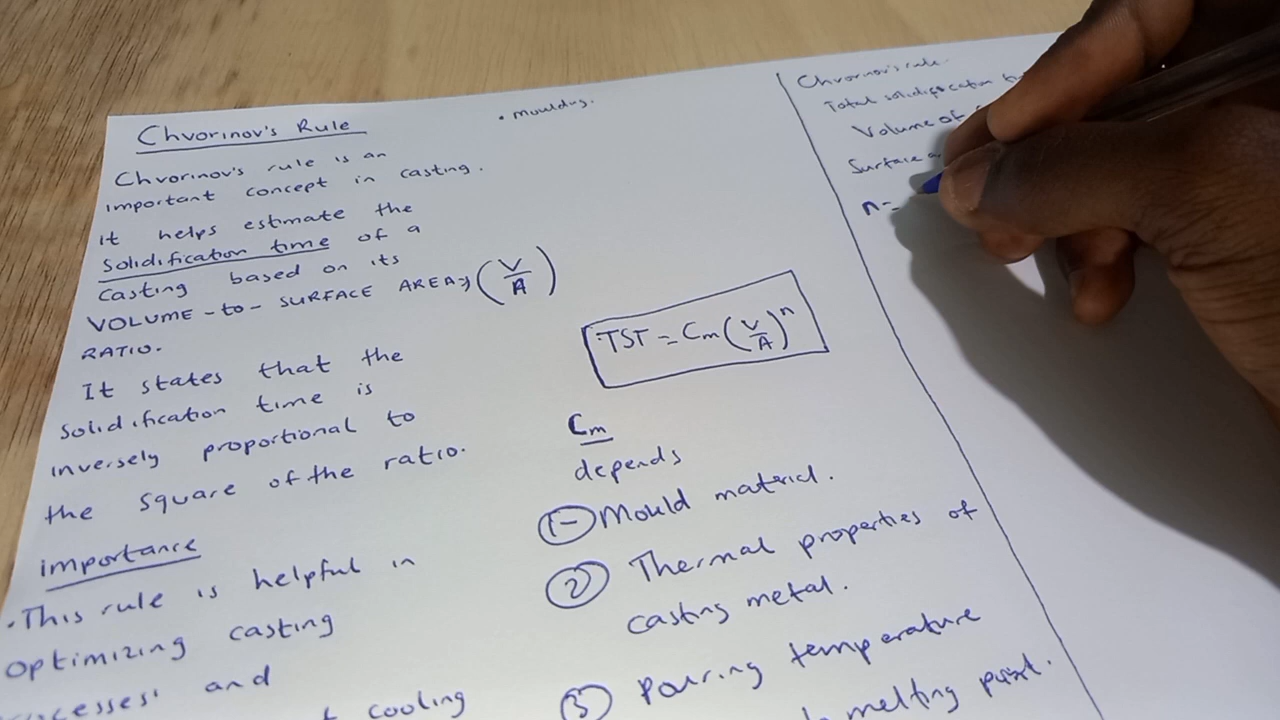 Chvorinov's Rule
Chvorinov's rule is an
important concept in casting.
It helps estimate the
Solidification time of a
Casting based on its
VOLUME-to-SURFACE AREA (V/A)
RATIO.
It states that the
solidification time is
inversely proportional to
the square of the ratio.
importance
• This rule is helpful in
optimizing casting
and
cooling
• moulding.
TST = Cm (V/A)^n
Cm
depends
1- Mould material.
2 Thermal properties of
casting metal.
3 Pouring temperature
melting point.
Chvorinov's rule
Total solidification
Volume of
Surface
n-